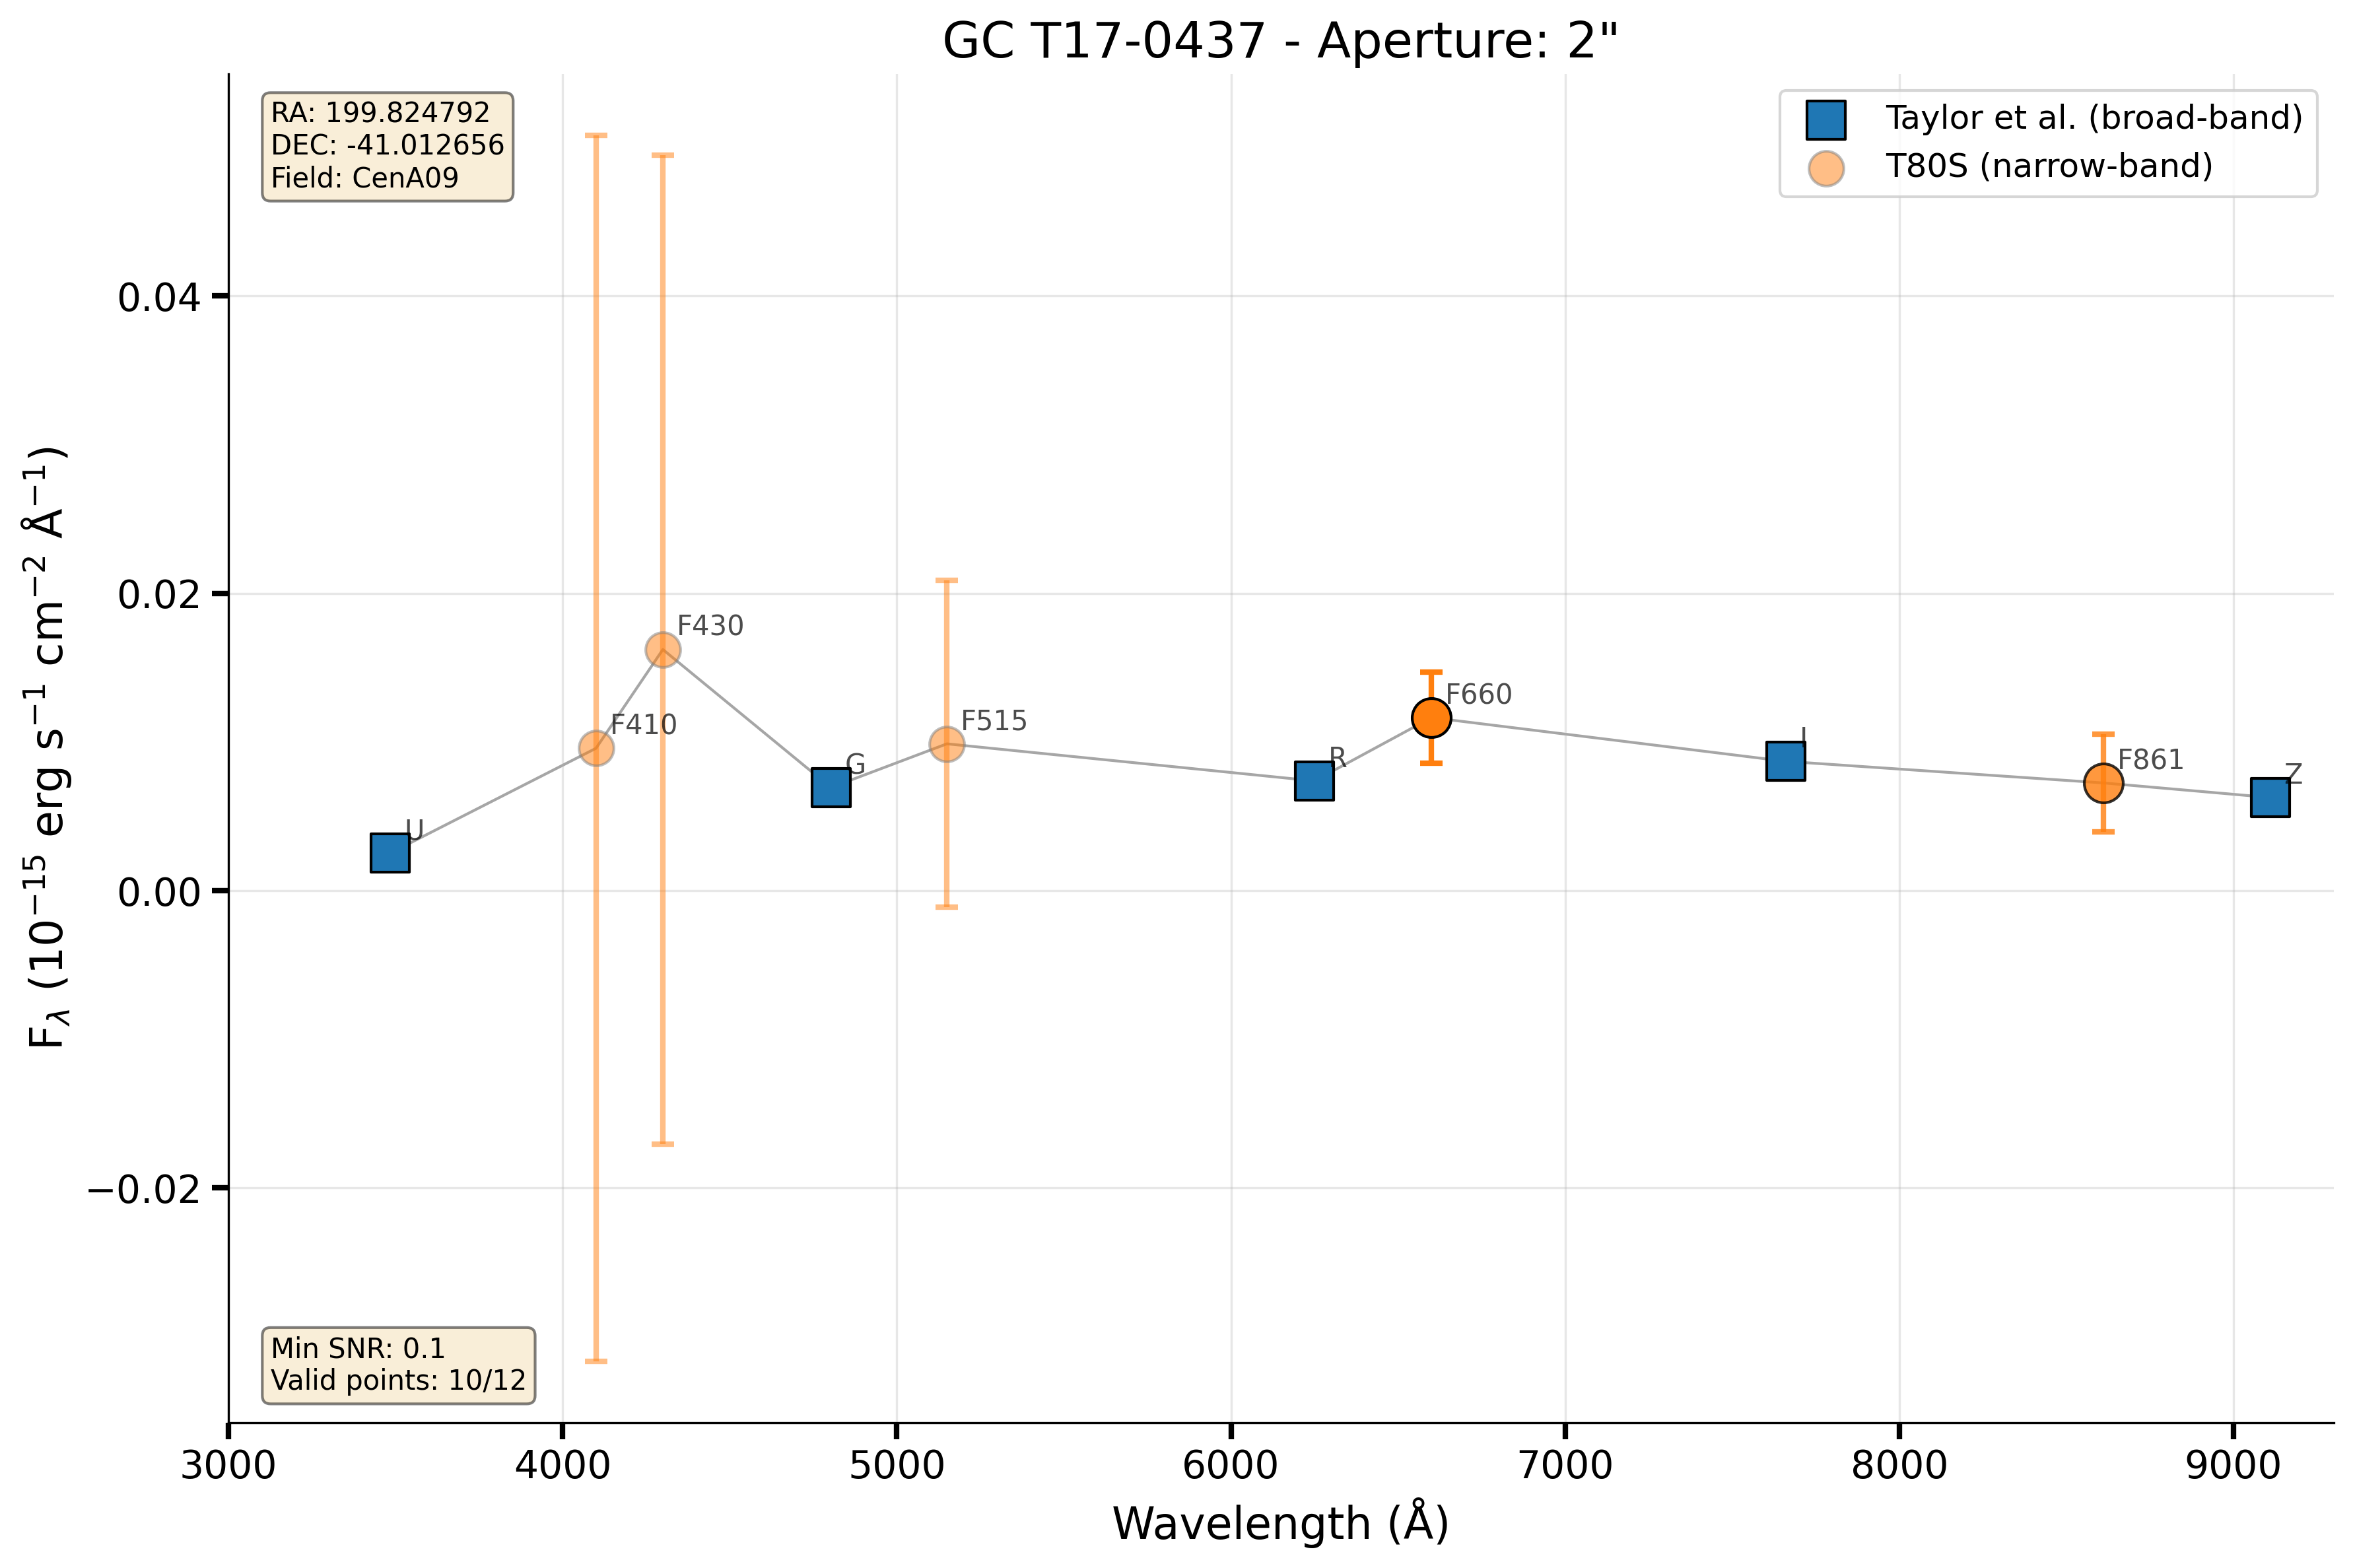 GC T17-0437 - Aperture: 2"
RA: 199.824792
DEC: -41.012656
Field: CenA09
Taylor et al. (broad-band)
T80S (narrow-band)
0.04
0.02
0.00
−0.02
F_λ (10⁻¹⁵ erg s⁻¹ cm⁻² Å⁻¹)
U
F410
F430
G
F515
R
F660
I
F861
Z
Min SNR: 0.1
Valid points: 10/12
3000 4000 5000 6000 7000 8000 9000
Wavelength (Å)